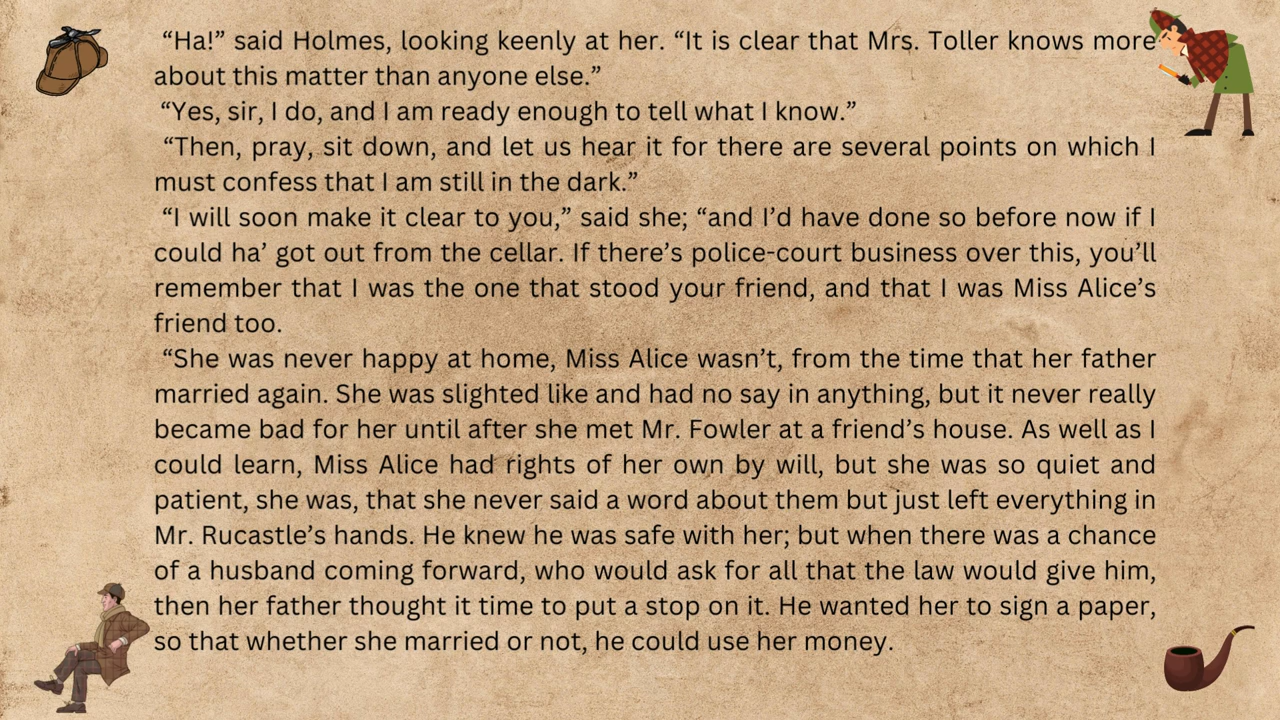 “Ha!” said Holmes, looking keenly at her. “It is clear that Mrs. Toller knows more
about this matter than anyone else.”
“Yes, sir, I do, and I am ready enough to tell what I know.”
“Then, pray, sit down, and let us hear it for there are several points on which I
must confess that I am still in the dark.”
“I will soon make it clear to you,” said she; “and I’d have done so before now if I
could ha’ got out from the cellar. If there’s police-court business over this, you’ll
remember that I was the one that stood your friend, and that I was Miss Alice’s
friend too.
“She was never happy at home, Miss Alice wasn’t, from the time that her father
married again. She was slighted like and had no say in anything, but it never really
became bad for her until after she met Mr. Fowler at a friend’s house. As well as I
could learn, Miss Alice had rights of her own by will, but she was so quiet and
patient, she was, that she never said a word about them but just left everything in
Mr. Rucastle’s hands. He knew he was safe with her; but when there was a chance
of a husband coming forward, who would ask for all that the law would give him,
then her father thought it time to put a stop on it. He wanted her to sign a paper,
so that whether she married or not, he could use her money.